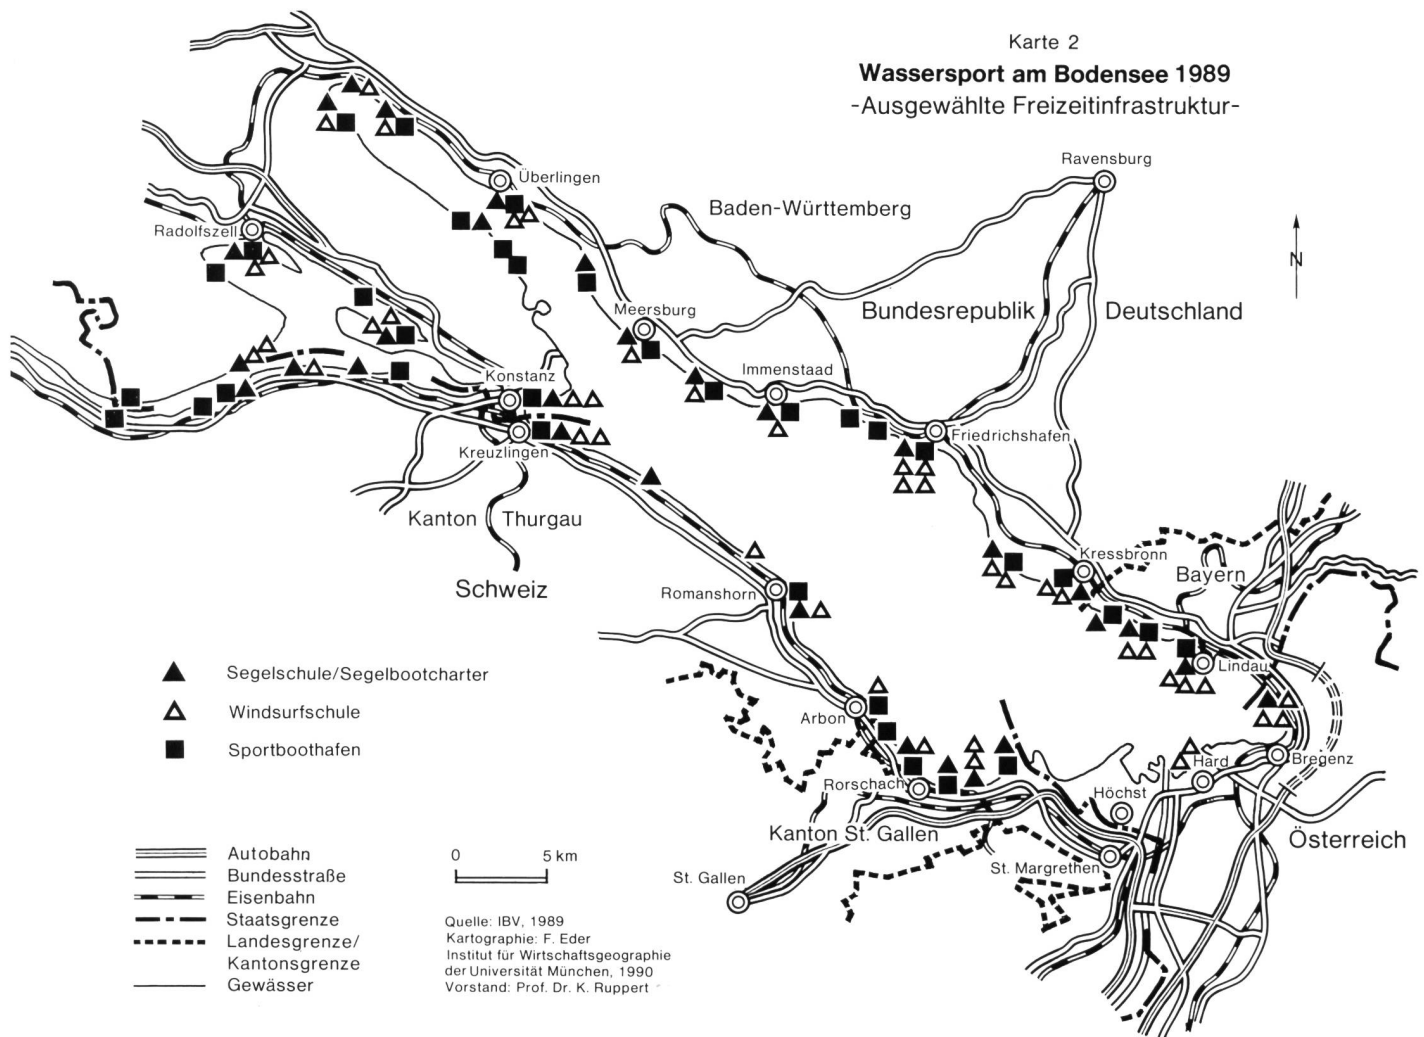 Karte 2
Wassersport am Bodensee 1989
-Ausgewählte Freizeitinfrastruktur-
Ravensburg
Überlingen
Baden-Württemberg
Radolfszell
N
Meersburg
Bundesrepublik Deutschland
Immenstaad
Konstanz
Friedrichshafen
Kreuzlingen
Kanton Thurgau
Kressbronn
Bayern
Schweiz
Romanshorn
Lindau
Segelschule/Segelbootcharter
Windsurfschule
Sportboothafen
Arbon
Hard
Bregenz
Rorschach
Höchst
Kanton St. Gallen
Österreich
St. Margrethen
St. Gallen
Autobahn
Bundesstraße
Eisenbahn
Staatsgrenze
Landesgrenze/
Kantonsgrenze
Gewässer
0 5 km
Quelle: IBV, 1989
Kartographie: F. Eder
Institut für Wirtschaftsgeographie
der Universität München, 1990
Vorstand: Prof. Dr. K. Ruppert